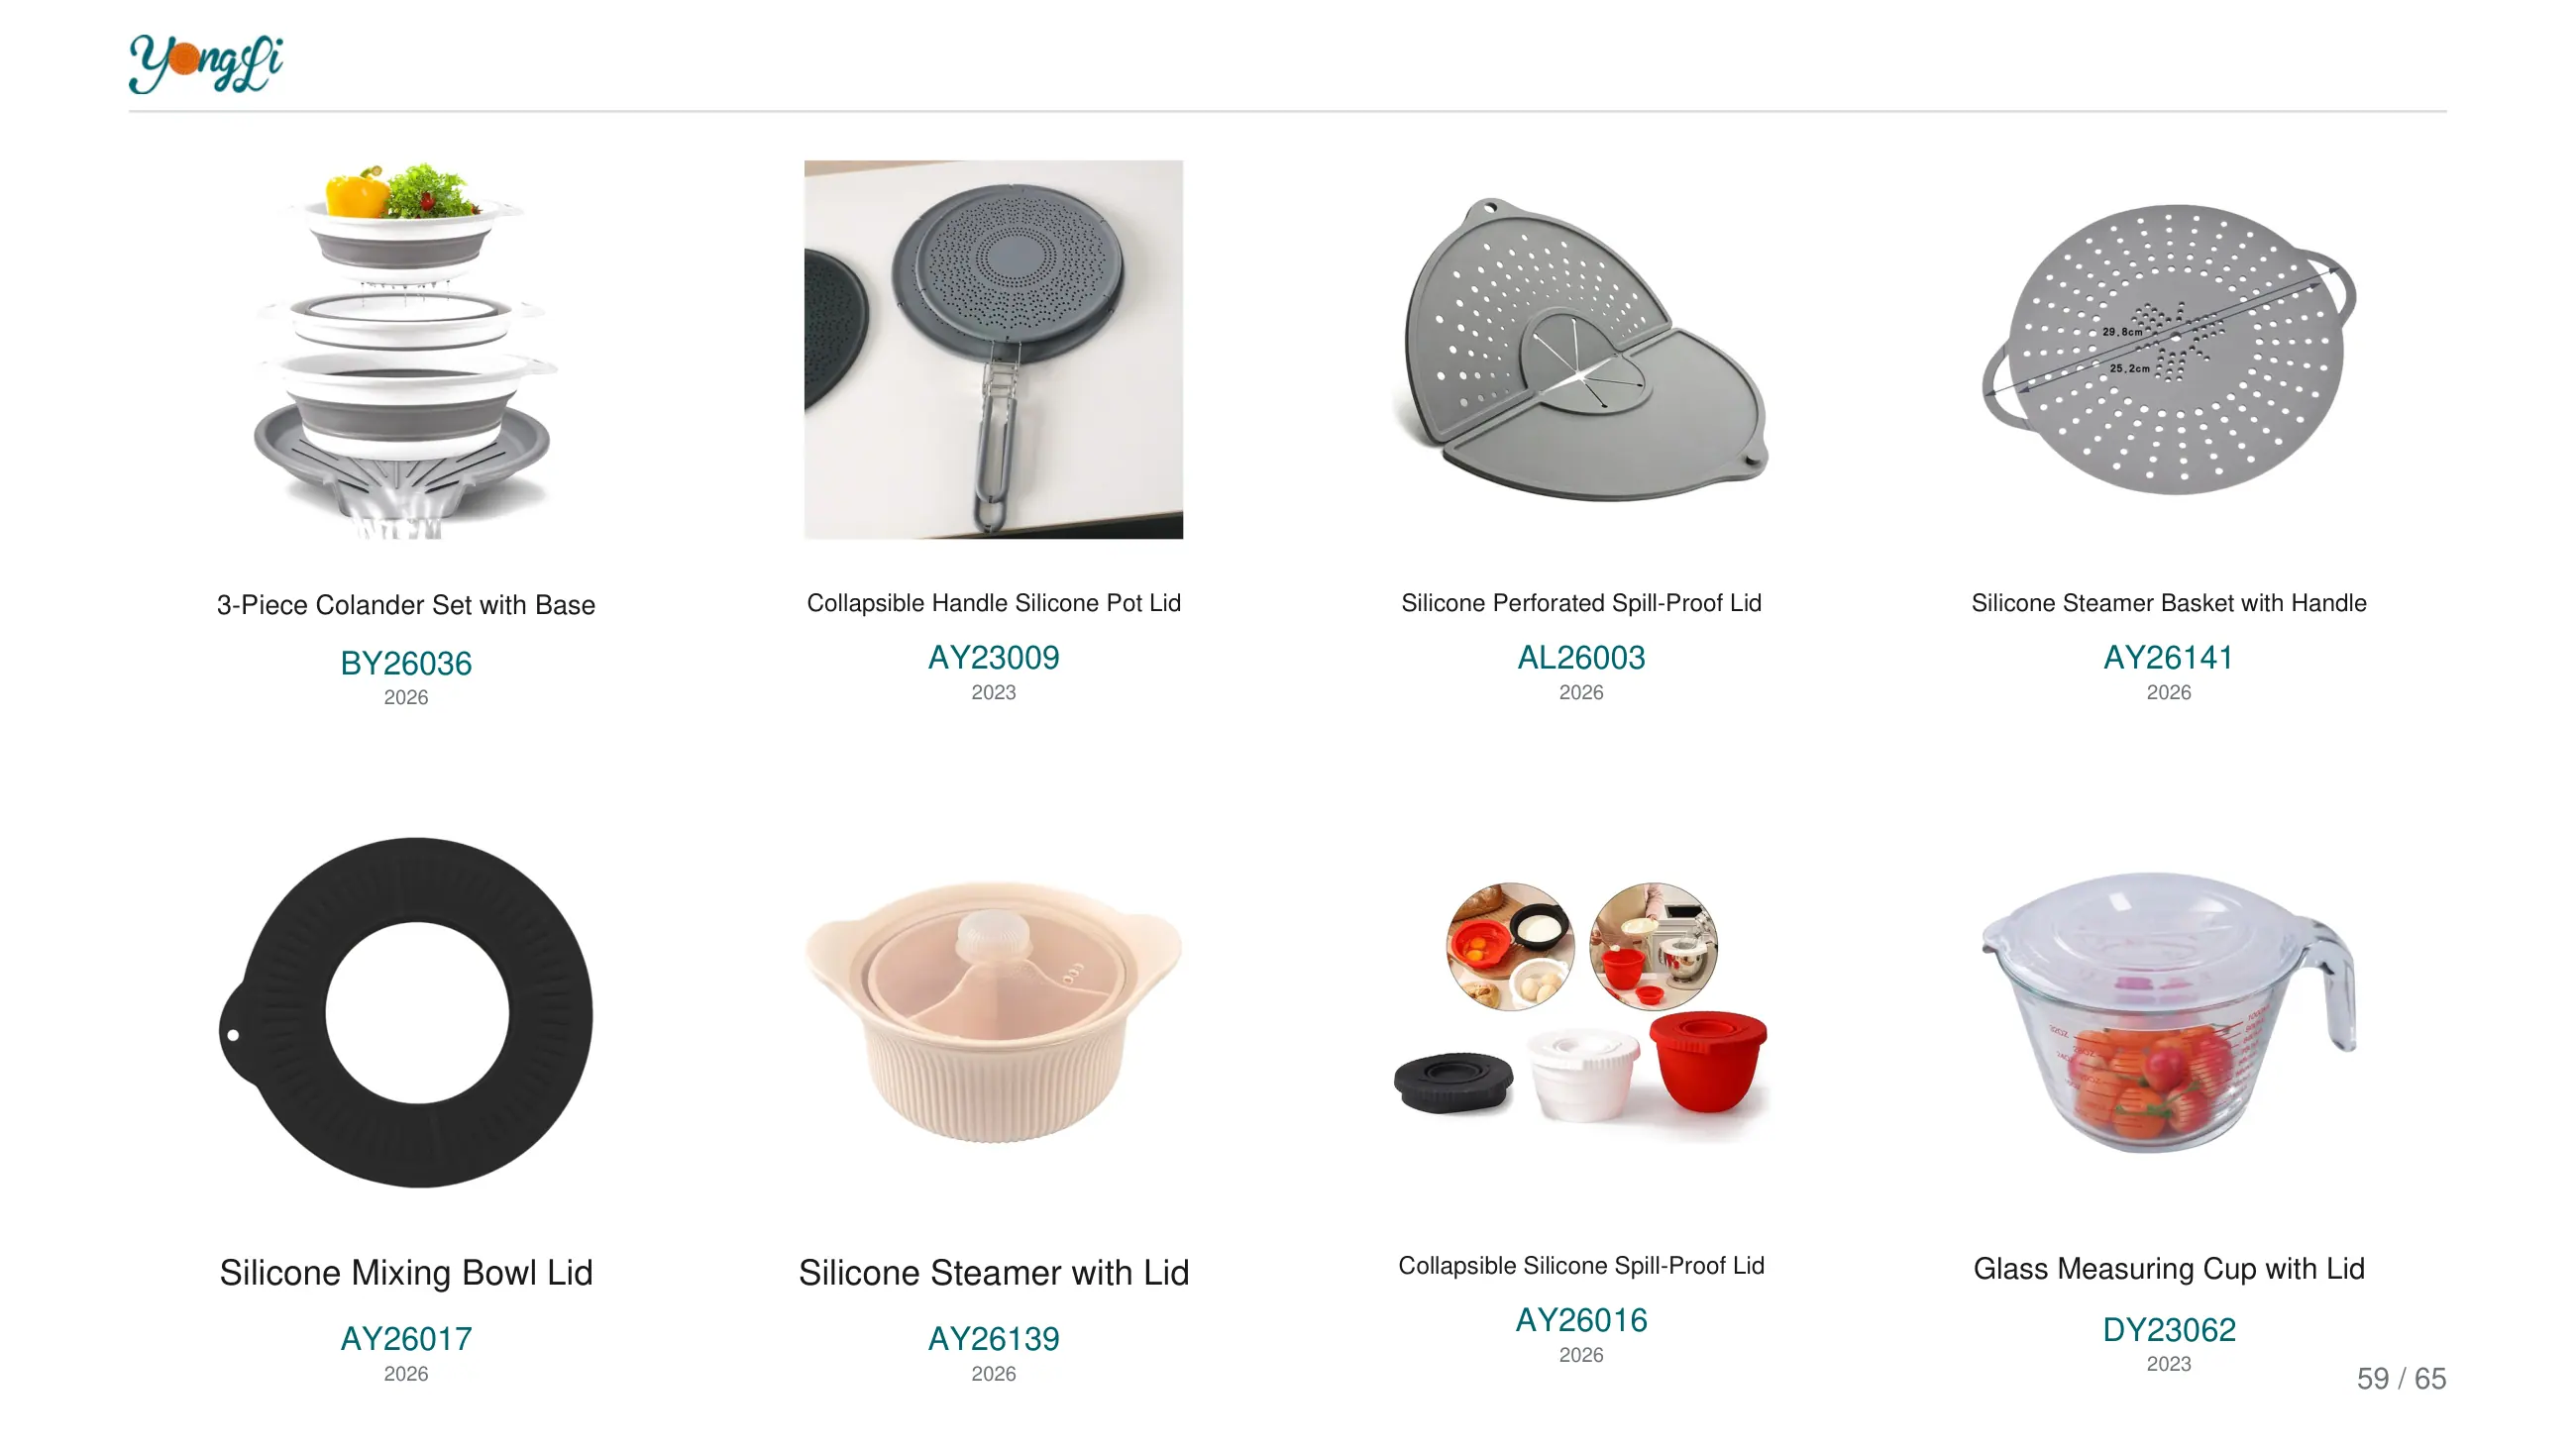 YongLi
29.8cm
25.2cm
3-Piece Colander Set with Base
BY26036
2026
Collapsible Handle Silicone Pot Lid
AY23009
2023
Silicone Perforated Spill-Proof Lid
AL26003
2026
Silicone Steamer Basket with Handle
AY26141
2026
Silicone Mixing Bowl Lid
AY26017
2026
Silicone Steamer with Lid
AY26139
2026
Collapsible Silicone Spill-Proof Lid
AY26016
2026
Glass Measuring Cup with Lid
DY23062
2023
59 / 65